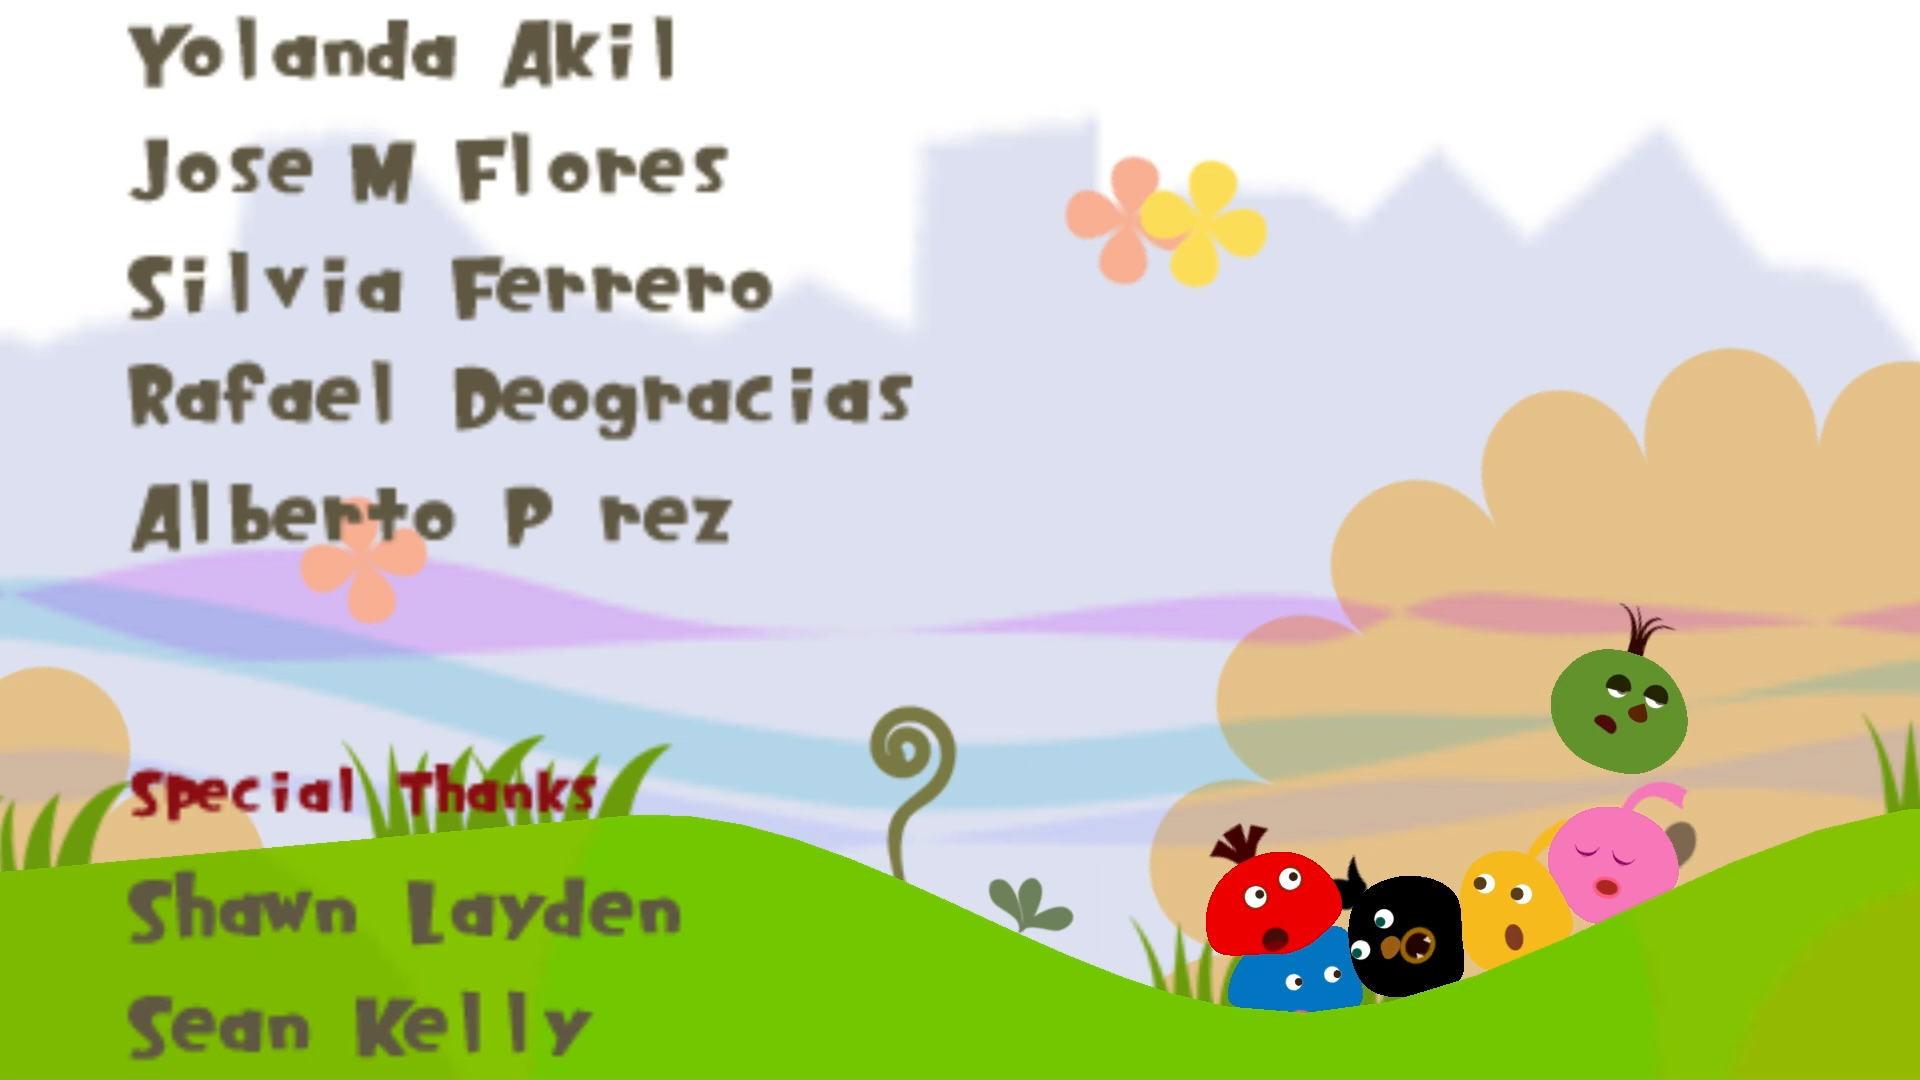 Yolanda Akil
Jose M Flores
Silvia Ferrero
Rafael Deogracias
Alberto P rez
Special Thanks
Shawn Layden
Sean Kelly